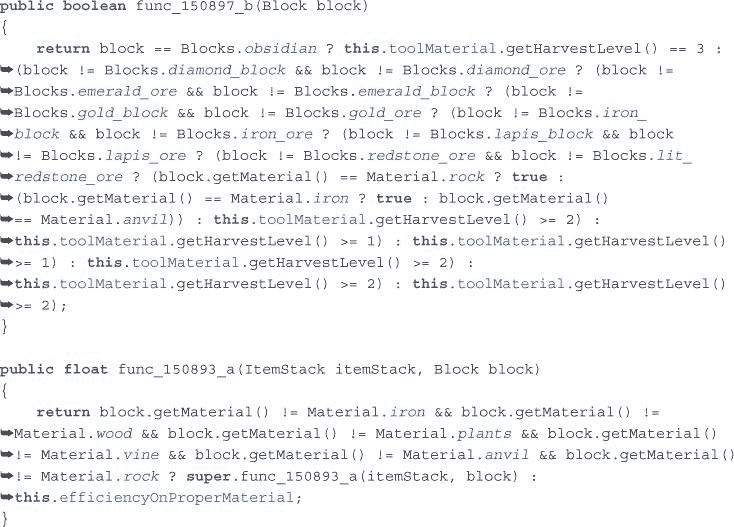 public boolean func_150897_b(Block block)
{
    return block == Blocks.obsidian ? this.toolMaterial.getHarvestLevel() == 3 :
➥(block != Blocks.diamond_block && block != Blocks.diamond_ore ? (block !=
➥Blocks.emerald_ore && block != Blocks.emerald_block ? (block !=
➥Blocks.gold_block && block != Blocks.gold_ore ? (block != Blocks.iron_
➥block && block != Blocks.iron_ore ? (block != Blocks.lapis_block && block
➥!= Blocks.lapis_ore ? (block != Blocks.redstone_ore && block != Blocks.lit_
➥redstone_ore ? (block.getMaterial() == Material.rock ? true :
➥(block.getMaterial() == Material.iron ? true : block.getMaterial()
➥== Material.anvil)) : this.toolMaterial.getHarvestLevel() >= 2) :
➥this.toolMaterial.getHarvestLevel() >= 1) : this.toolMaterial.getHarvestLevel()
➥>= 1) : this.toolMaterial.getHarvestLevel() >= 2) :
➥this.toolMaterial.getHarvestLevel() >= 2) : this.toolMaterial.getHarvestLevel()
➥>= 2);
}

public float func_150893_a(ItemStack itemStack, Block block)
{
    return block.getMaterial() != Material.iron && block.getMaterial() !=
➥Material.wood && block.getMaterial() != Material.plants && block.getMaterial()
➥!= Material.vine && block.getMaterial() != Material.anvil && block.getMaterial()
➥!= Material.rock ? super.func_150893_a(itemStack, block) :
➥this.efficiencyOnProperMaterial;
}